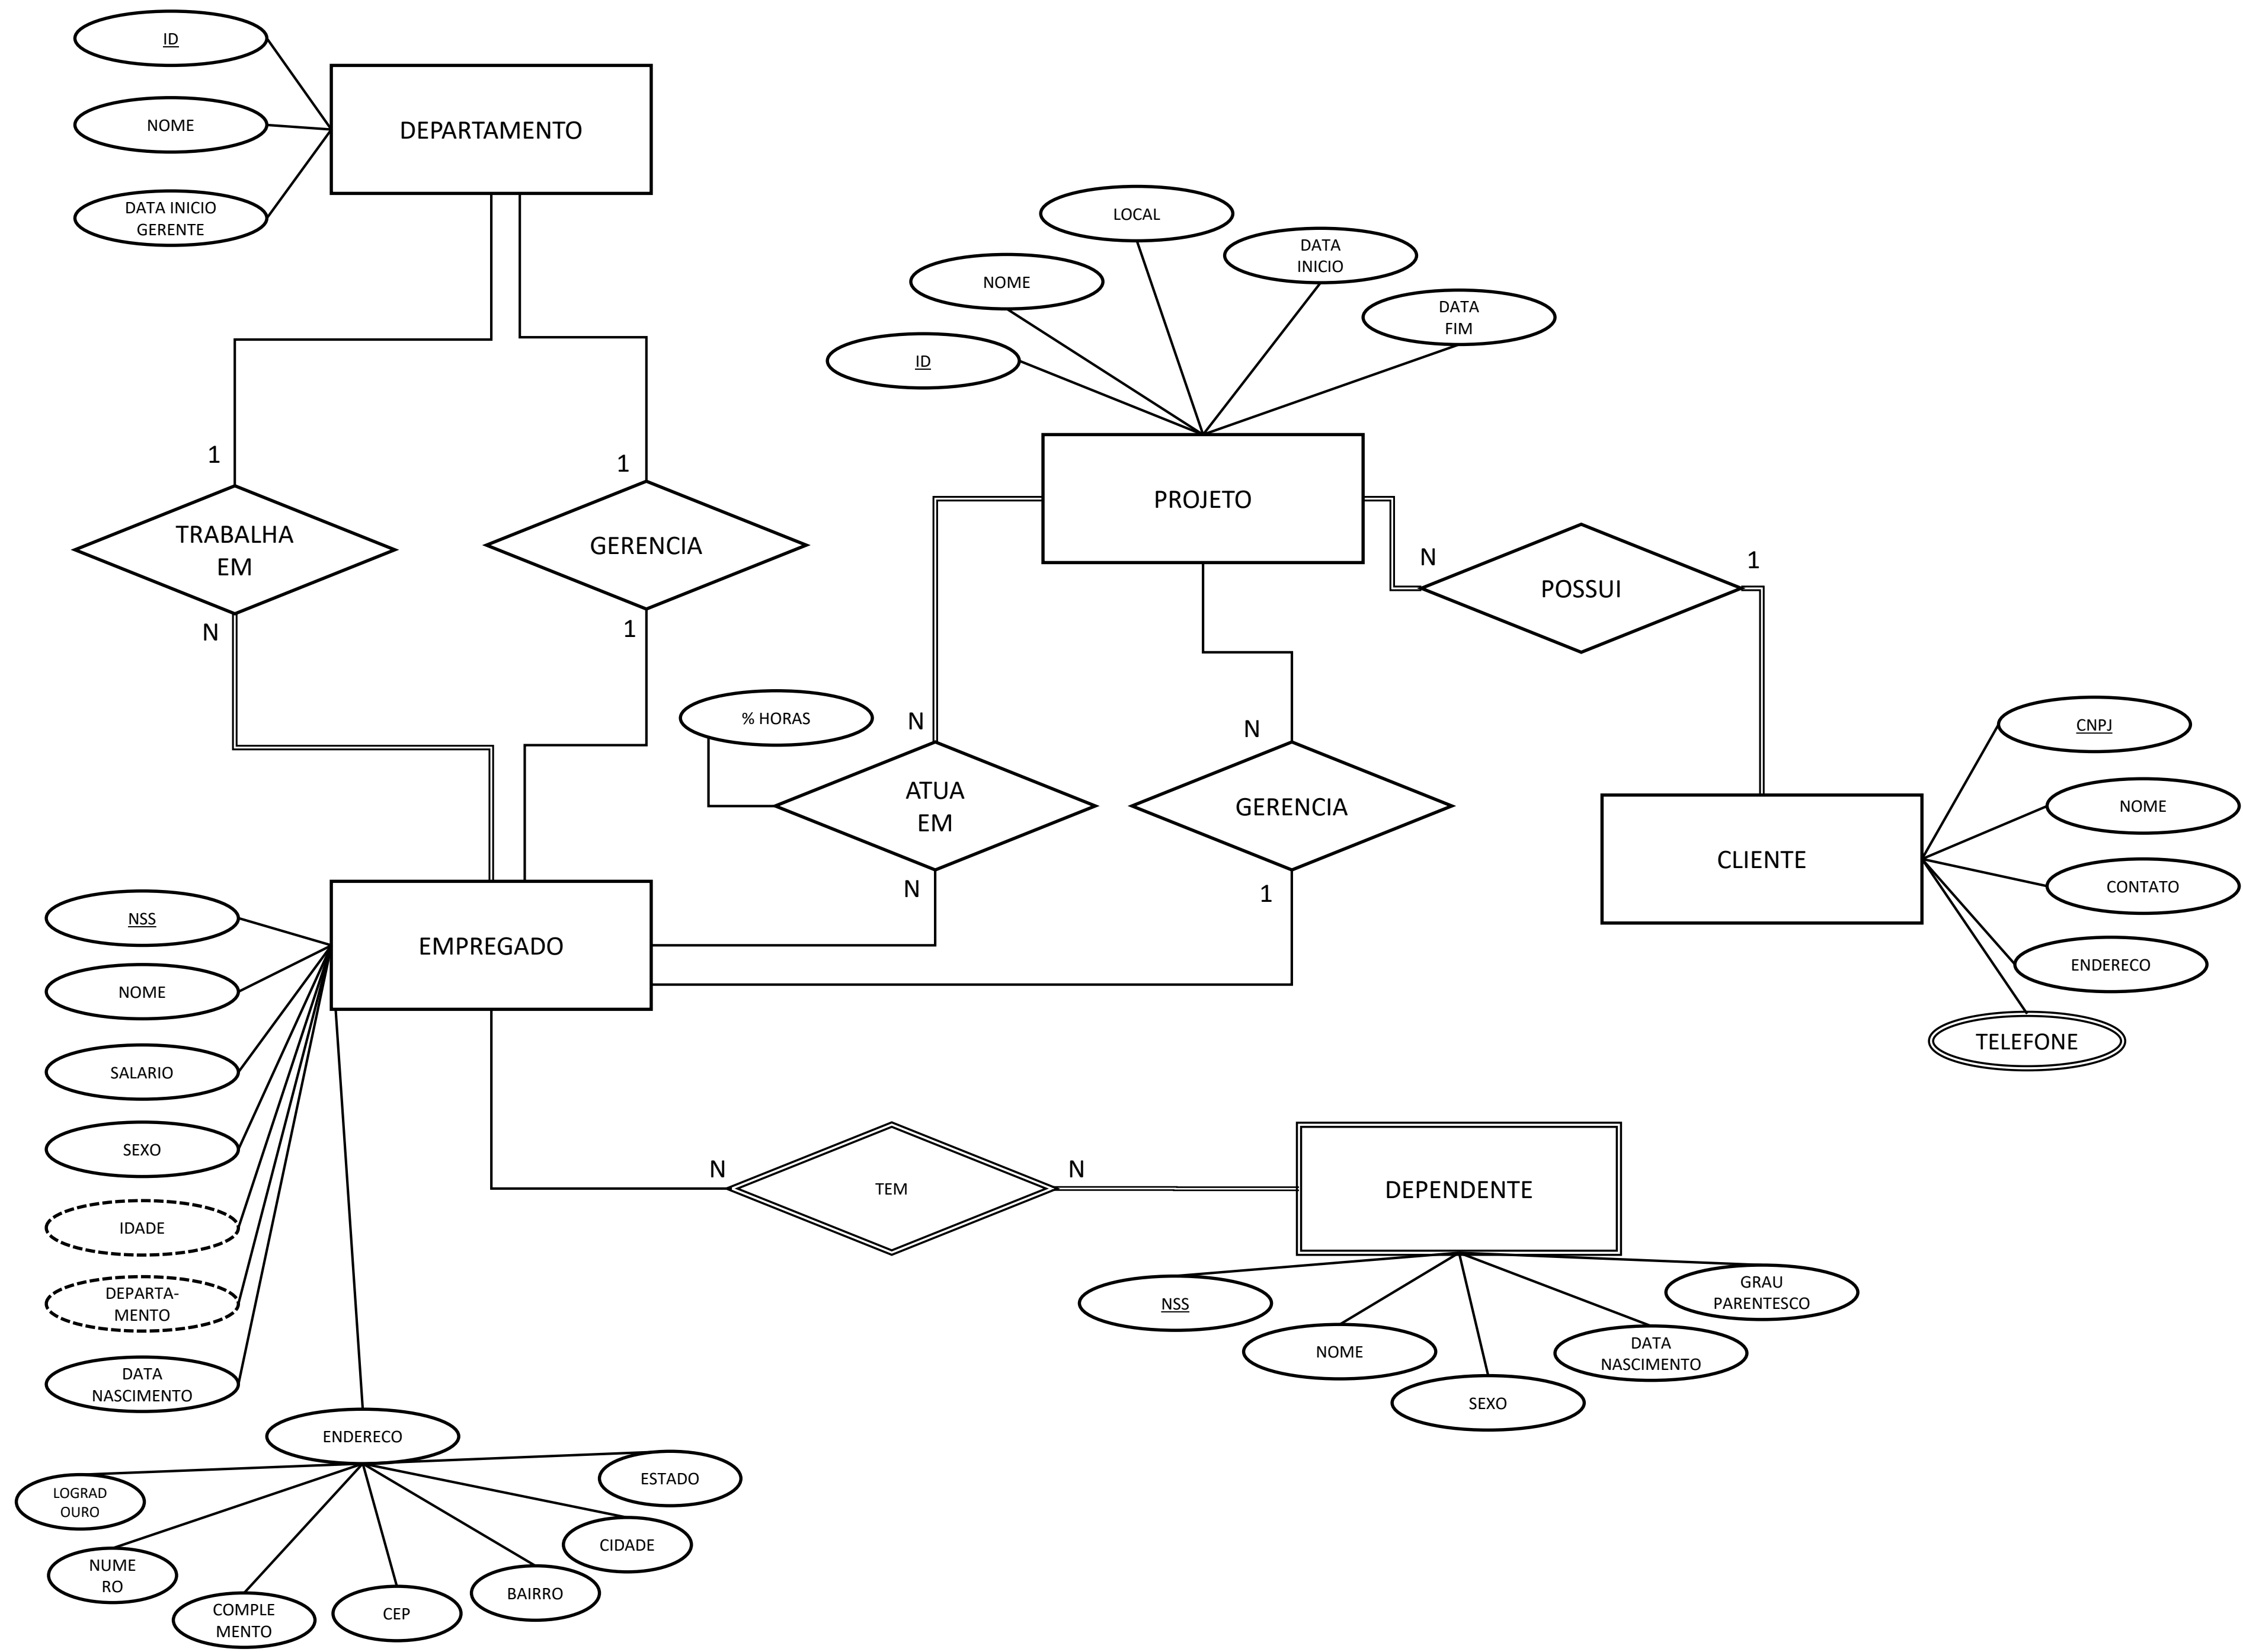 ID
NOME
DATA INICIO
GERENTE
DEPARTAMENTO
LOCAL
DATA
INICIO
NOME
DATA
FIM
ID
PROJETO
1
1
TRABALHA
EM
GERENCIA
N
1
N
1
POSSUI
% HORAS
N
N
ATUA
EM
GERENCIA
N
1
CNPJ
NOME
CONTATO
ENDERECO
TELEFONE
CLIENTE
NSS
NOME
SALARIO
SEXO
IDADE
DEPARTA-
MENTO
DATA
NASCIMENTO
EMPREGADO
N
TEM
N
DEPENDENTE
NSS
NOME
SEXO
DATA
NASCIMENTO
GRAU
PARENTESCO
ENDERECO
LOGRAD
OURO
NUME
RO
COMPLE
MENTO
CEP
BAIRRO
CIDADE
ESTADO